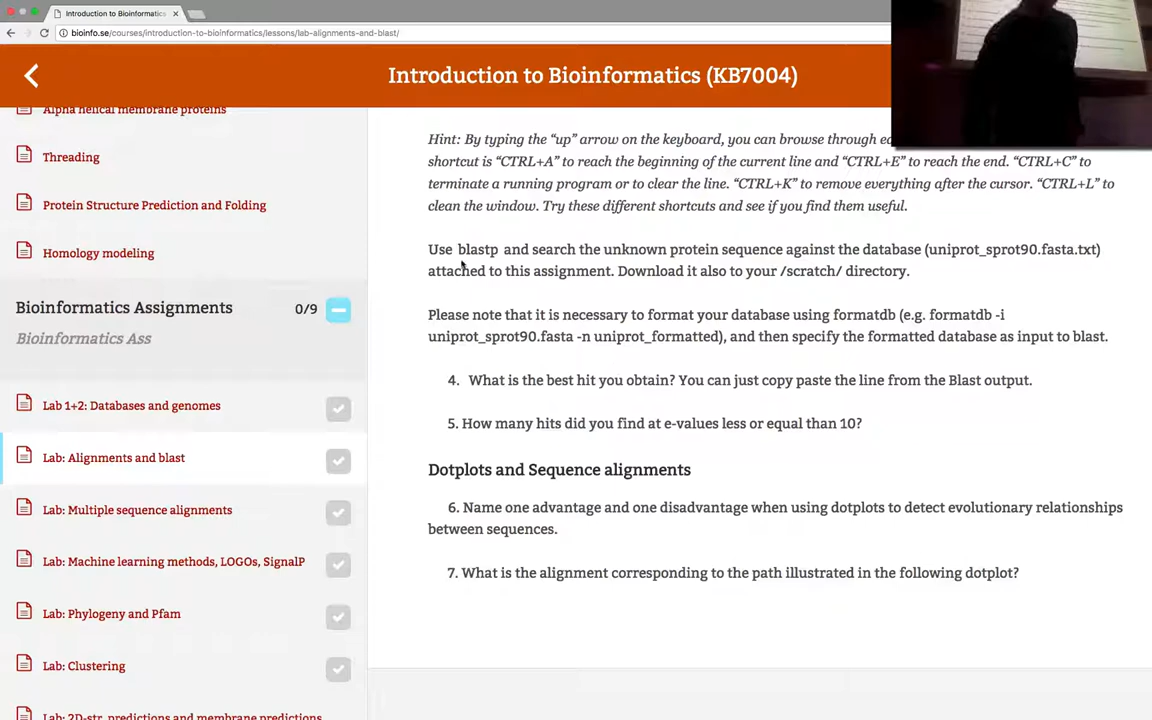 Introduction to Bioinformatics
bioinfo.se/courses/introduction-to-bioinformatics/lessons/lab-alignments-and-blast/
Introduction to Bioinformatics (KB7004)
Alpha helical membrane proteins
Threading
Protein Structure Prediction and Folding
Homology modeling
Bioinformatics Assignments 0/9
Bioinformatics Ass
Lab 1+2: Databases and genomes
Lab: Alignments and blast
Lab: Multiple sequence alignments
Lab: Machine learning methods, LOGOs, SignalP
Lab: Phylogeny and Pfam
Lab: Clustering
Lab: 2D-str. predictions and membrane predictions
Hint: By typing the “up” arrow on the keyboard, you can browse through
shortcut is “CTRL+A” to reach the beginning of the current line and “CTRL+E” to reach the end. “CTRL+C” to
terminate a running program or to clear the line. “CTRL+K” to remove everything after the cursor. “CTRL+L” to
clean the window. Try these different shortcuts and see if you find them useful.
Use blastp and search the unknown protein sequence against the database (uniprot_sprot90.fasta.txt)
attached to this assignment. Download it also to your /scratch/ directory.
Please note that it is necessary to format your database using formatdb (e.g. formatdb -i
uniprot_sprot90.fasta -n uniprot_formatted), and then specify the formatted database as input to blast.
4. What is the best hit you obtain? You can just copy paste the line from the Blast output.
5. How many hits did you find at e-values less or equal than 10?
Dotplots and Sequence alignments
6. Name one advantage and one disadvantage when using dotplots to detect evolutionary relationships
between sequences.
7. What is the alignment corresponding to the path illustrated in the following dotplot?